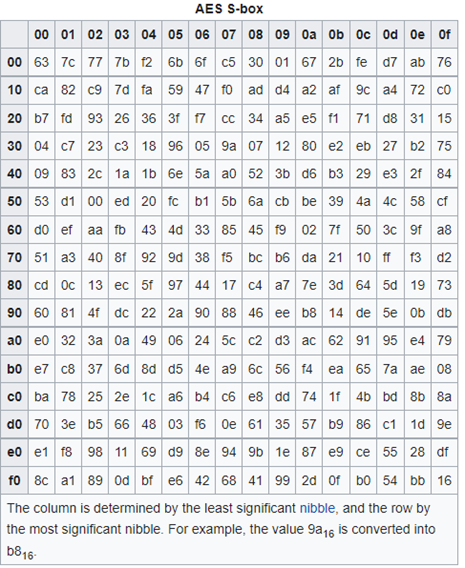 AES S-box
00 01 02 03 04 05 06 07 08 09 0a 0b 0c 0d 0e 0f
00 63 7c 77 7b f2 6b 6f c5 30 01 67 2b fe d7 ab 76
10 ca 82 c9 7d fa 59 47 f0 ad d4 a2 af 9c a4 72 c0
20 b7 fd 93 26 36 3f f7 cc 34 a5 e5 f1 71 d8 31 15
30 04 c7 23 c3 18 96 05 9a 07 12 80 e2 eb 27 b2 75
40 09 83 2c 1a 1b 6e 5a a0 52 3b d6 b3 29 e3 2f 84
50 53 d1 00 ed 20 fc b1 5b 6a cb be 39 4a 4c 58 cf
60 d0 ef aa fb 43 4d 33 85 45 f9 02 7f 50 3c 9f a8
70 51 a3 40 8f 92 9d 38 f5 bc b6 da 21 10 ff f3 d2
80 cd 0c 13 ec 5f 97 44 17 c4 a7 7e 3d 64 5d 19 73
90 60 81 4f dc 22 2a 90 88 46 ee b8 14 de 5e 0b db
a0 e0 32 3a 0a 49 06 24 5c c2 d3 ac 62 91 95 e4 79
b0 e7 c8 37 6d 8d d5 4e a9 6c 56 f4 ea 65 7a ae 08
c0 ba 78 25 2e 1c a6 b4 c6 e8 dd 74 1f 4b bd 8b 8a
d0 70 3e b5 66 48 03 f6 0e 61 35 57 b9 86 c1 1d 9e
e0 e1 f8 98 11 69 d9 8e 94 9b 1e 87 e9 ce 55 28 df
f0 8c a1 89 0d bf e6 42 68 41 99 2d 0f b0 54 bb 16
The column is determined by the least significant nibble, and the row by
the most significant nibble. For example, the value 9a16 is converted into
b816.